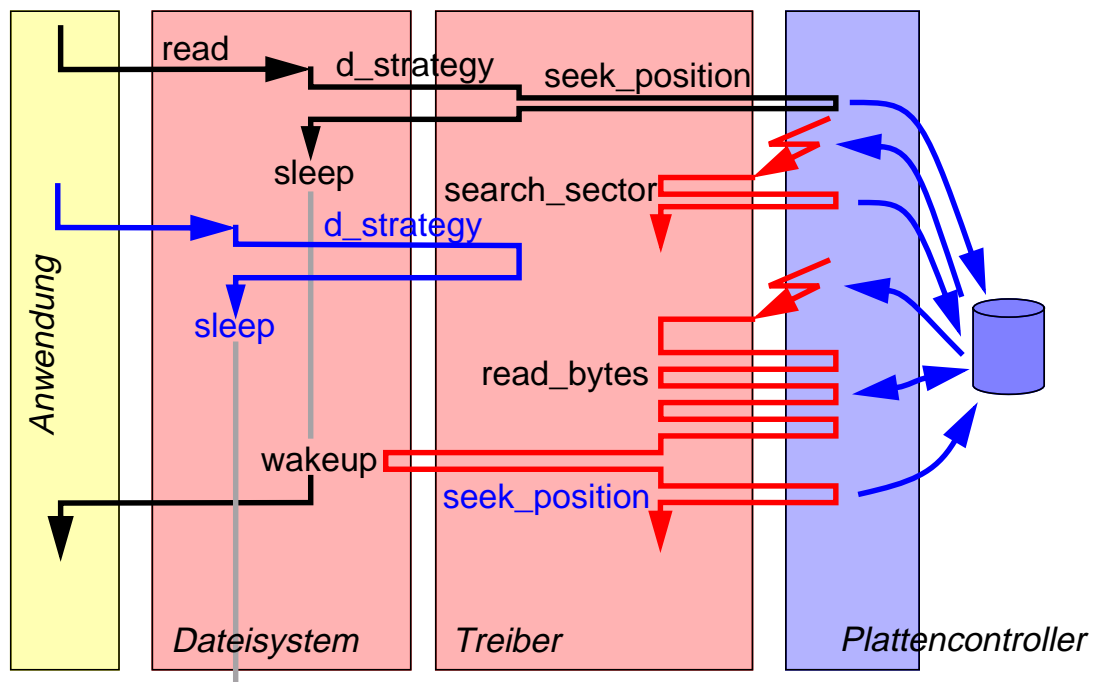 read
d_strategy
seek_position
sleep
search_sector
d_strategy
sleep
Anwendung
read_bytes
wakeup
seek_position
Dateisystem
Treiber
Plattencontroller